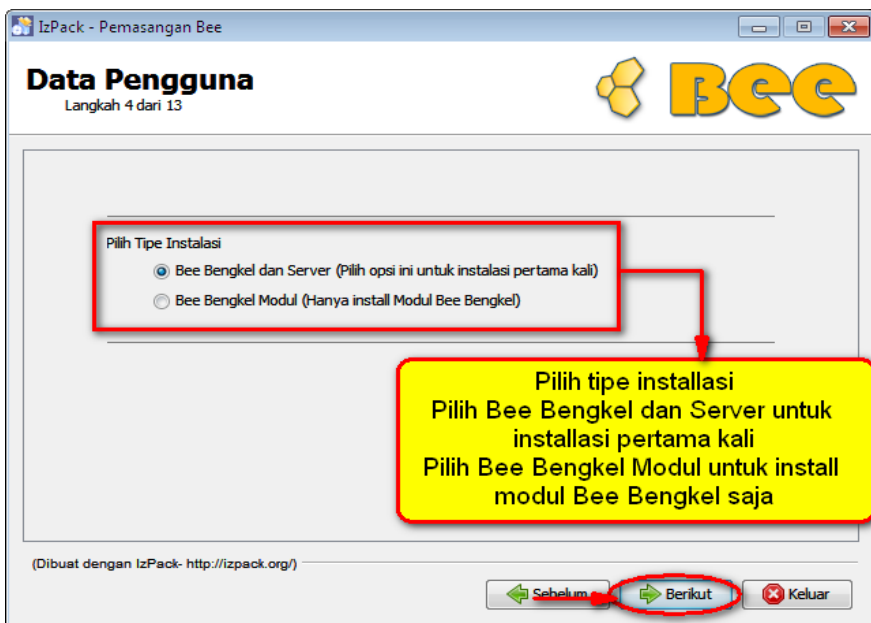 IzPack - Pemasangan Bee
Data Pengguna
Langkah 4 dari 13
Bee
Pilih Tipe Instalasi
Bee Bengkel dan Server (Pilih opsi ini untuk instalasi pertama kali)
Bee Bengkel Modul (Hanya install Modul Bee Bengkel)
Pilih tipe installasi
Pilih Bee Bengkel dan Server untuk
installasi pertama kali
Pilih Bee Bengkel Modul untuk install
modul Bee Bengkel saja
(Dibuat dengan IzPack- http://izpack.org/)
Sebelum
Berikut
Keluar